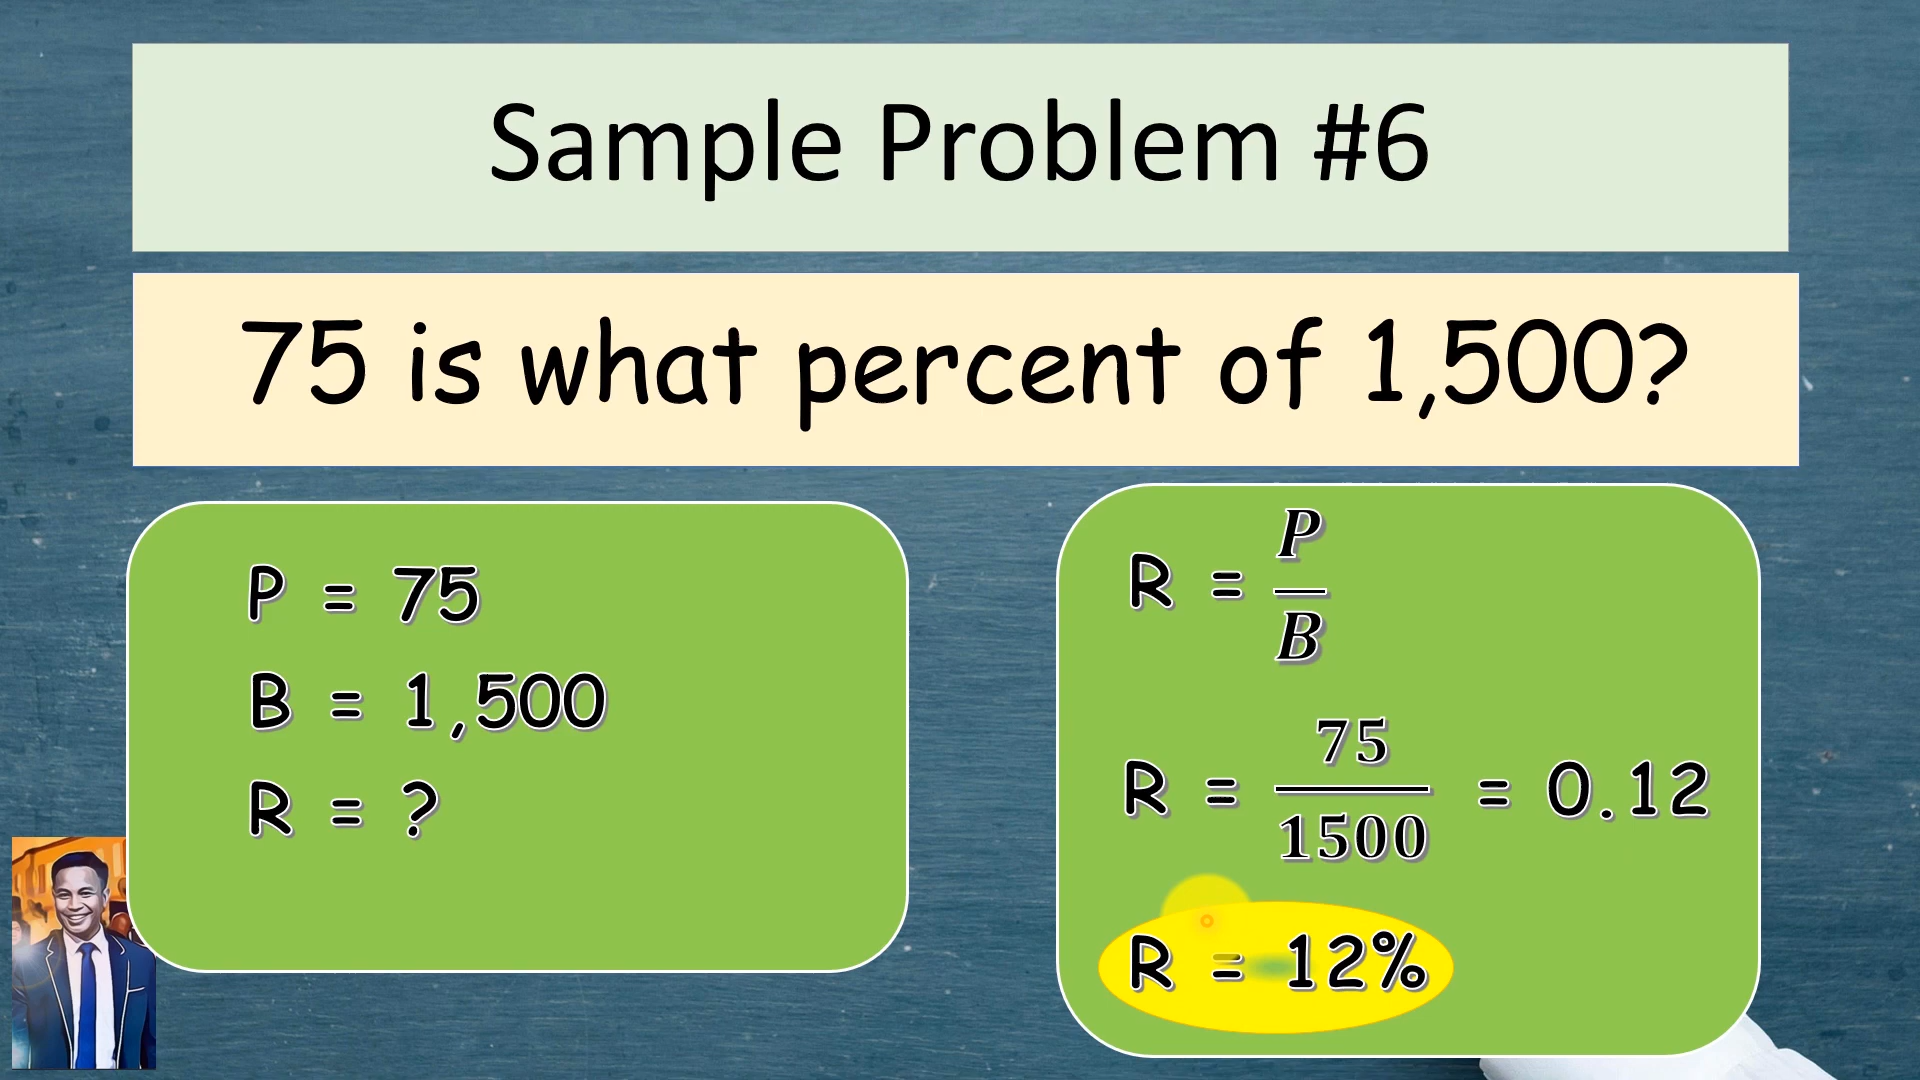 Sample Problem #6
75 is what percent of 1,500?
P = 75
B = 1,500
R = ?
R = P/B
R = 75/1500 = 0.12
R = 12%